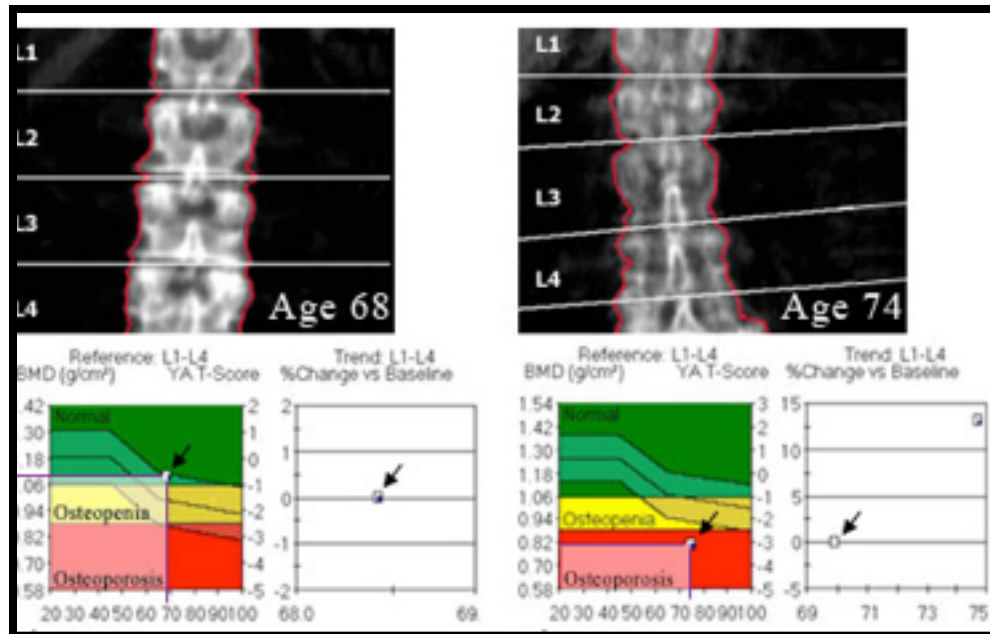 L1
L2
L3
L4
Age 68
L1
L2
L3
L4
Age 74
Reference: L1-L4
BMD (g/cm²) YA T-Score
.42 2
.30 1
.18 0
.06 -1
0.94 -2
0.82 -3
0.70 -4
0.58 -5
Normal
Osteopenia
Osteoporosis
20 30 40 50 60 70 80 90 100
Trend: L1-L4
%Change vs Baseline
2
1
0
-1
-2
68.0 69.
Reference: L1-L4
BMD (g/cm²) YA T-Score
1.54 3
1.42 2
1.30 1
1.18 0
1.06 -1
0.94 -2
0.82 -3
0.70 -4
0.58 -5
Normal
Osteopenia
Osteoporosis
20 30 40 50 60 70 80 90 100
Trend: L1-L4
%Change vs Baseline
15
10
5
0
-5
69 71 73 75